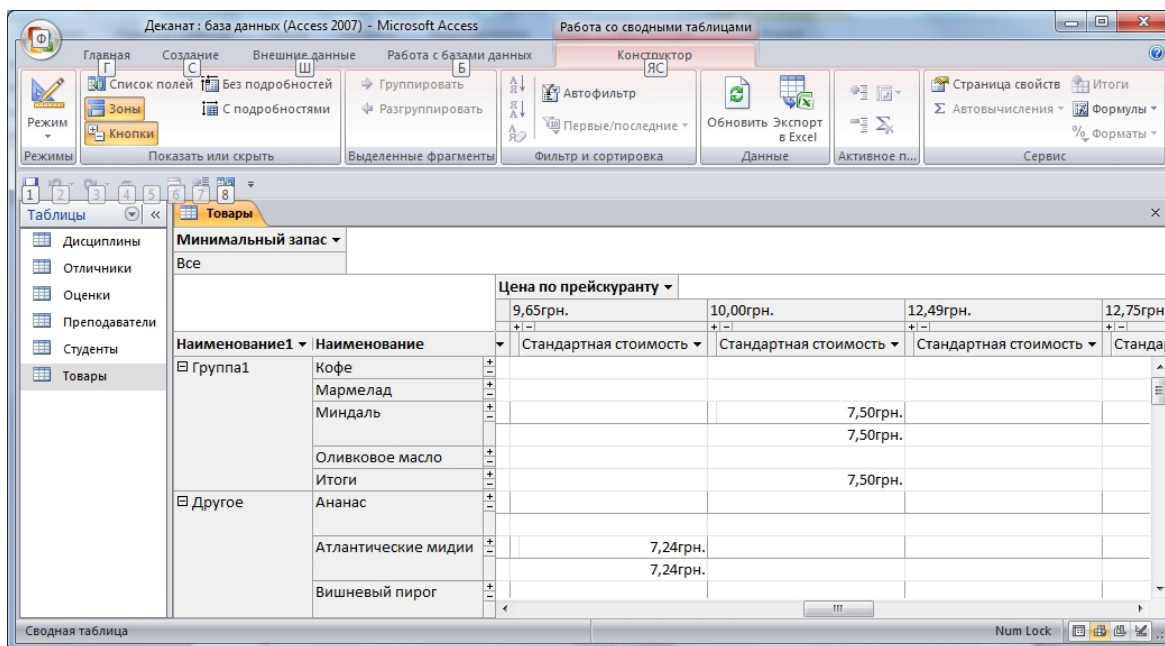 Деканат : база данных (Access 2007) - Microsoft Access Работа со сводными таблицами
Ф
Главная Создание Внешние данные Работа с базами данных Конструктор
Г С Ш Б ЯС
Режим
Режимы
Список полей Без подробностей
Зоны С подробностями
Кнопки
Показать или скрыть
Группировать
Разгруппировать
Выделенные фрагменты
Автофильтр
Первые/последние
Фильтр и сортировка
Обновить Экспорт в Excel
Данные
Активное п...
Страница свойств Итоги
Σ Автовычисления Формулы
Форматы
Сервис
1 2 3 4 5 6 7 8
Таблицы «
Дисциплины
Отличники
Оценки
Преподаватели
Студенты
Товары
Товары
Минимальный запас
Все
Цена по прейскуранту
9,65грн. 10,00грн. 12,49грн. 12,75грн
+ - + - + - + -
Наименование1 Наименование Стандартная стоимость Стандартная стоимость Стандартная стоимость Станда
Группа1 Кофе
Мармелад
Миндаль 7,50грн.
7,50грн.
Оливковое масло
Итоги 7,50грн.
Другое Ананас
Атлантические мидии 7,24грн.
7,24грн.
Вишневый пирог
Сводная таблица Num Lock